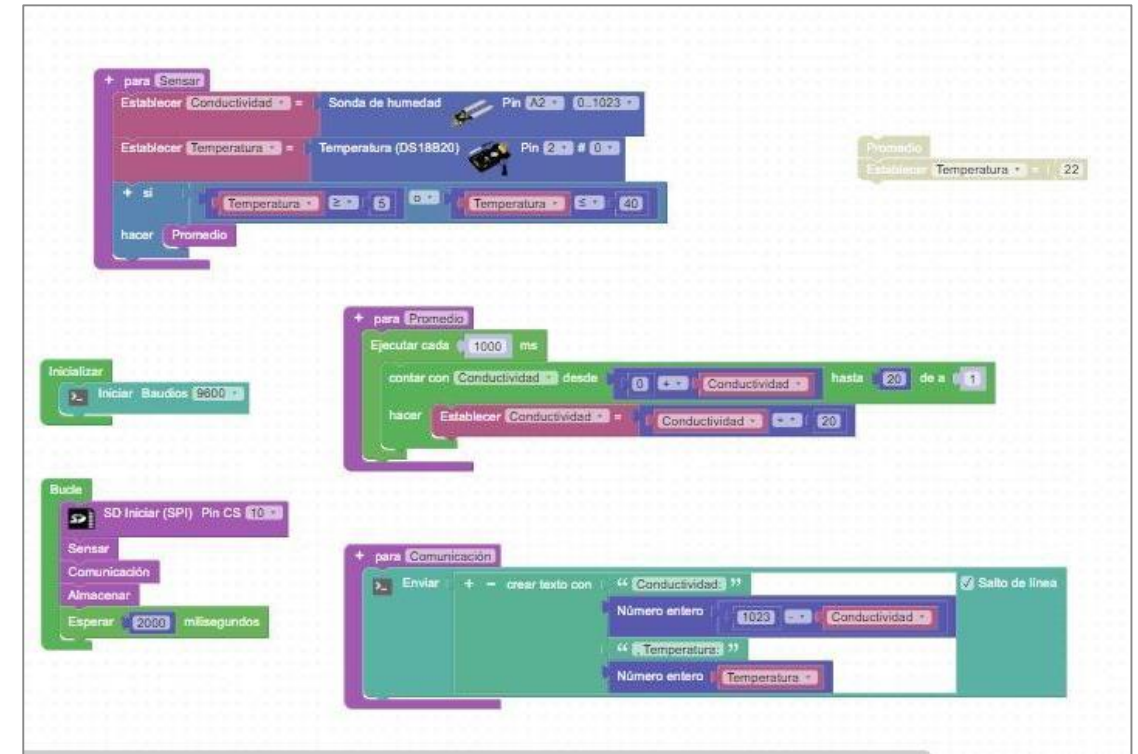 + para Sensar
Establecer Conductividad = Sonda de humedad Pin A2 0..1023
Establecer Temperatura = Temperatura (DS18B20) Pin 2 # 0
+ si Temperatura ≥ 5 o Temperatura ≤ 40
hacer Promedio
Promedio
Establecer Temperatura = 22
+ para Promedio
Ejecutar cada 1000 ms
contar con Conductividad desde 0 + Conductividad hasta 20 de a 1
hacer Establecer Conductividad = Conductividad ÷ 20
Inicializar
Iniciar Baudios 9600
Bucle
SD Iniciar (SPI) Pin CS 10
Sensar
Comunicación
Almacenar
Esperar 2000 milisegundos
+ para Comunicación
Enviar + - crear texto con “ Conductividad: ” Salto de línea
Número entero 1023 - Conductividad
“ Temperatura: ”
Número entero Temperatura